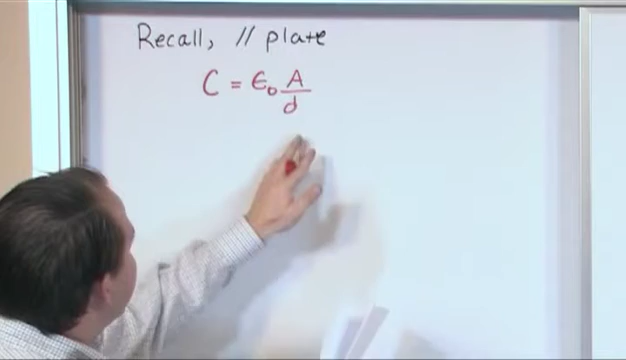 Recall, // plate
C = ϵ₀ A/d